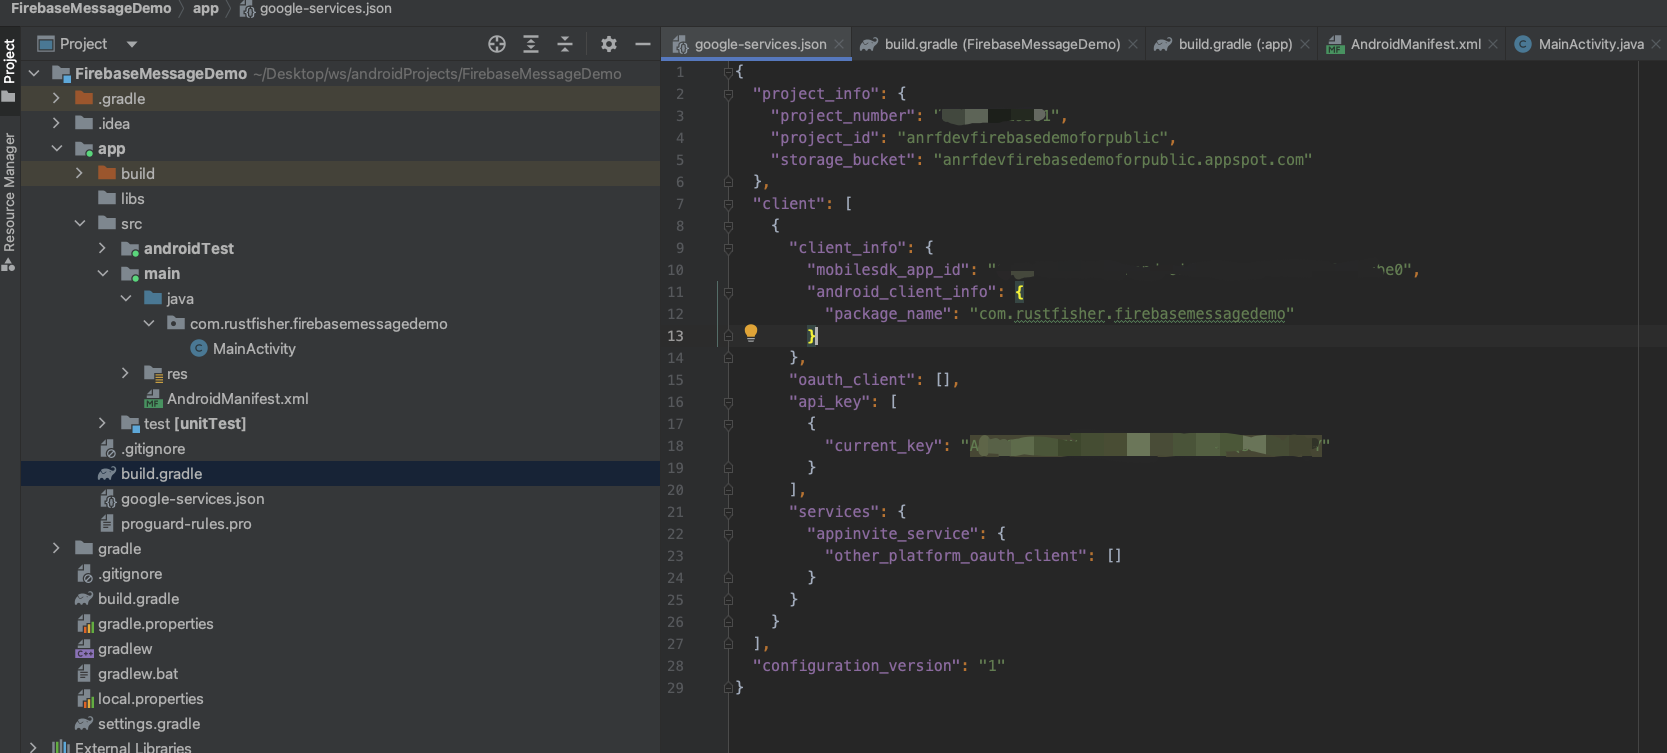 FirebaseMessageDemo app google-services.json
Project
google-services.json build.gradle (FirebaseMessageDemo) build.gradle (:app) AndroidManifest.xml MainActivity.java
Project
Resource Manager
FirebaseMessageDemo ~/Desktop/ws/androidProjects/FirebaseMessageDemo
.gradle
.idea
app
build
libs
src
androidTest
main
java
com.rustfisher.firebasemessagedemo
MainActivity
res
MF AndroidManifest.xml
test [unitTest]
.gitignore
build.gradle
google-services.json
proguard-rules.pro
gradle
.gitignore
build.gradle
gradle.properties
gradlew
gradlew.bat
local.properties
settings.gradle
External Libraries
1 {
2 "project_info": {
3 "project_number": " 1",
4 "project_id": "anrfdevfirebasedemoforpublic",
5 "storage_bucket": "anrfdevfirebasedemoforpublic.appspot.com"
6 },
7 "client": [
8 {
9 "client_info": {
10 "mobilesdk_app_id": " be0",
11 "android_client_info": {
12 "package_name": "com.rustfisher.firebasemessagedemo"
13 }
14 },
15 "oauth_client": [],
16 "api_key": [
17 {
18 "current_key": "A "
19 }
20 ],
21 "services": {
22 "appinvite_service": {
23 "other_platform_oauth_client": []
24 }
25 }
26 }
27 ],
28 "configuration_version": "1"
29 }